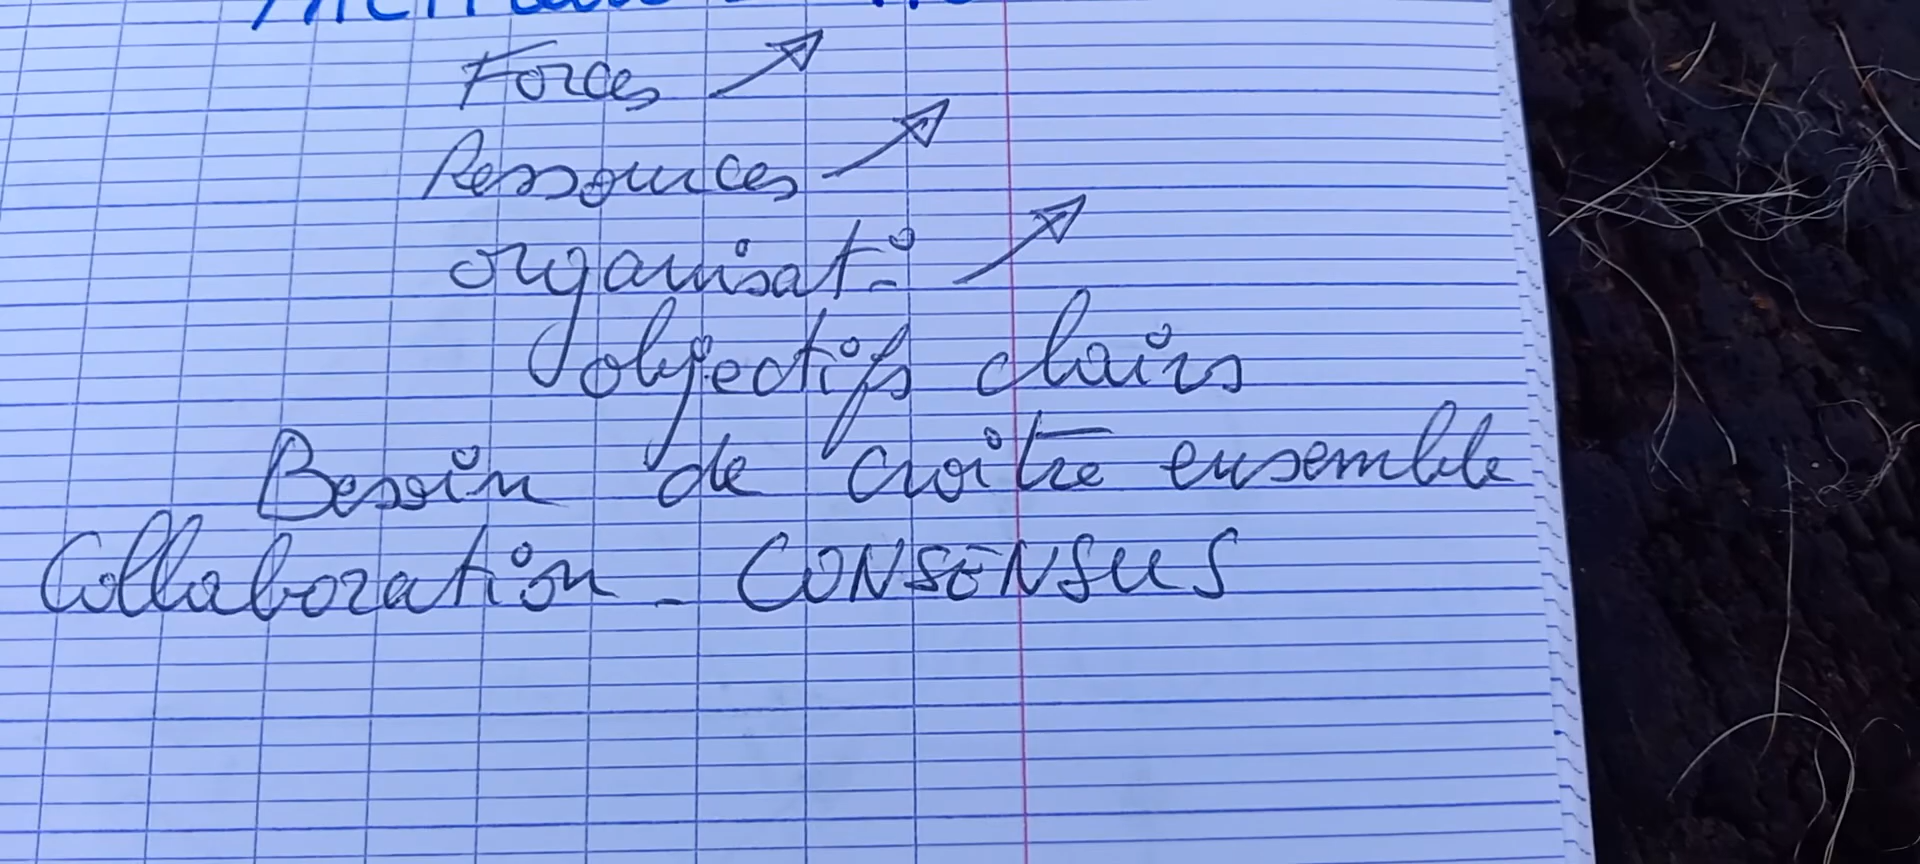 Forces ↗
Ressources ↗
organisat° ↗
objectifs clairs
Besoin de croître ensemble
Collaboration - CONSENSUS